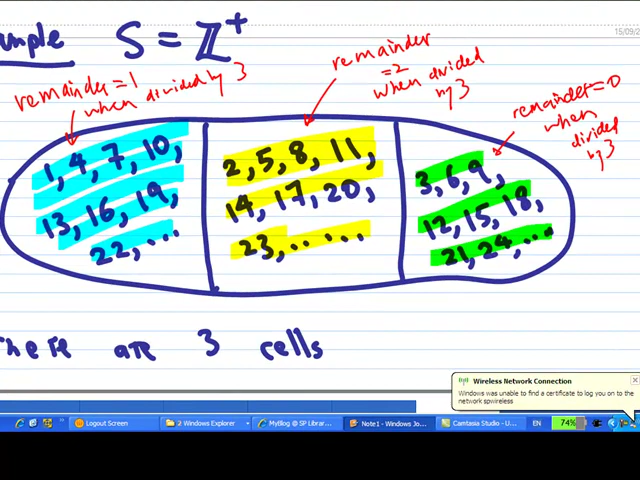 15/09/2
mple S = ℤ⁺
remainder=1
when divided by 3
remainder
=2
when divided
by 3
remainder=0
when
divided
by 3
1, 4, 7, 10,
13, 16, 19,
22, ...
2, 5, 8, 11,
14, 17, 20,
23, ......
3, 6, 9,
12, 15, 18,
21, 24, ...
here are 3 cells
Wireless Network Connection
Windows was unable to find a certificate to log you on to the
network spwireless
Logout Screen
2 Windows Explorer
MyBlog @ SP Librar...
Note1 - Windows Jo...
Camtasia Studio - U...
EN
74%